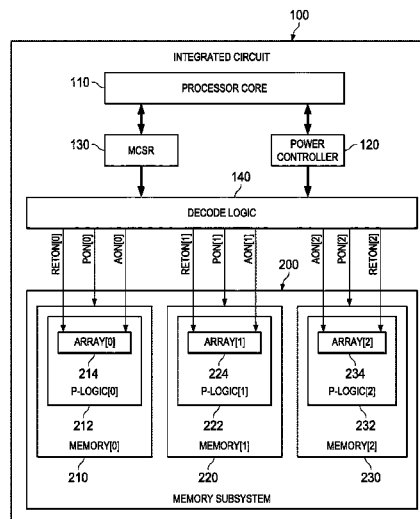 100
INTEGRATED CIRCUIT
110
PROCESSOR CORE
130
MCSR
POWER CONTROLLER
120
140
DECODE LOGIC
RETON[0]
PON[0]
AON[0]
RETON[1]
PON[1]
AON[1]
AON[2]
PON[2]
RETON[2]
200
ARRAY[0]
ARRAY[1]
ARRAY[2]
214
224
234
P-LOGIC[0]
P-LOGIC[1]
P-LOGIC[2]
212
222
232
MEMORY[0]
MEMORY[1]
MEMORY[2]
210
220
230
MEMORY SUBSYSTEM